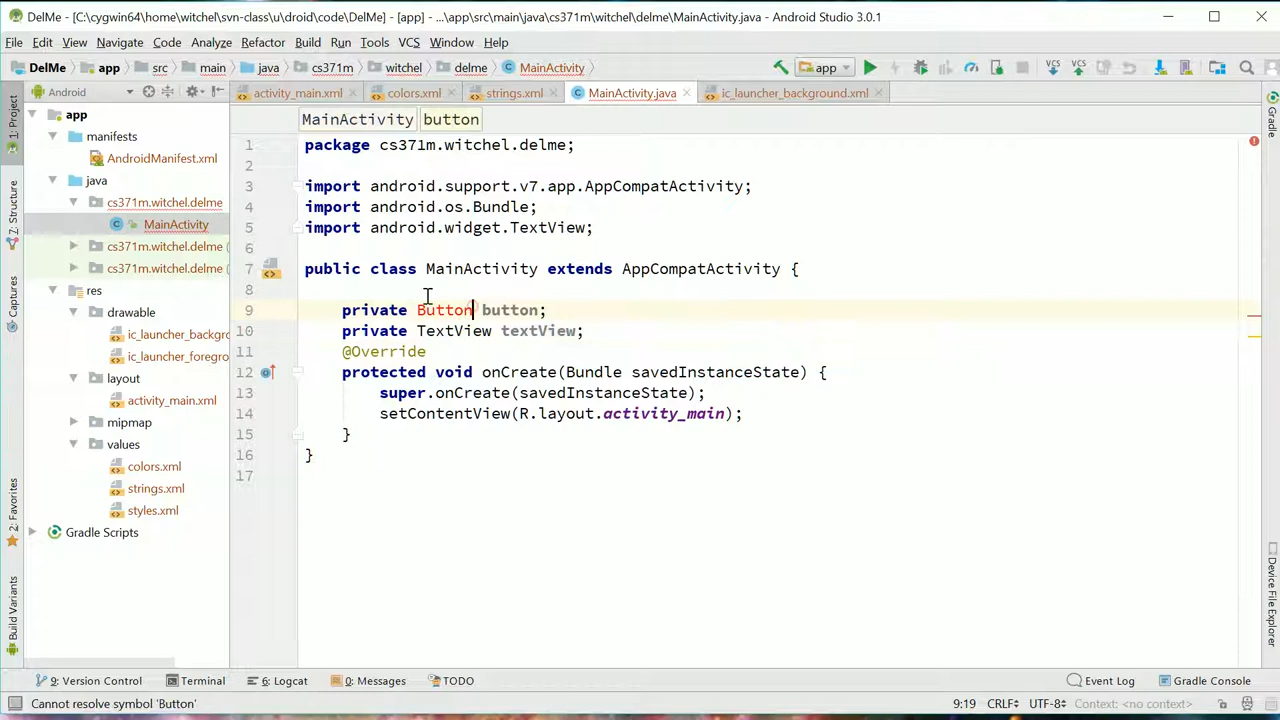 DelMe - [C:\cygwin64\home\witchel\svn-class\u\droid\code\DelMe] - [app] - ...\app\src\main\java\cs371m\witchel\delme\MainActivity.java - Android Studio 3.0.1
File Edit View Navigate Code Analyze Refactor Build Run Tools VCS Window Help
DelMe app src main java cs371m witchel delme MainActivity app VCS VCS
Android activity_main.xml colors.xml strings.xml MainActivity.java ic_launcher_background.xml
MainActivity button
1: Project
Z: Structure
Captures
2: Favorites
Build Variants
app
manifests
AndroidManifest.xml
java
cs371m.witchel.delme
MainActivity
cs371m.witchel.delme (
cs371m.witchel.delme (
res
drawable
ic_launcher_backgro
ic_launcher_foregro
layout
activity_main.xml
mipmap
values
colors.xml
strings.xml
styles.xml
Gradle Scripts
1 package cs371m.witchel.delme;
2
3 import android.support.v7.app.AppCompatActivity;
4 import android.os.Bundle;
5 import android.widget.TextView;
6
7 public class MainActivity extends AppCompatActivity {
8
9 private Button button;
10 private TextView textView;
11 @Override
12 protected void onCreate(Bundle savedInstanceState) {
13 super.onCreate(savedInstanceState);
14 setContentView(R.layout.activity_main);
15 }
16 }
17
Gradle
Device File Explorer
9: Version Control Terminal 6: Logcat 0: Messages TODO Event Log Gradle Console
Cannot resolve symbol 'Button' 9:19 CRLF UTF-8 Context: <no context>